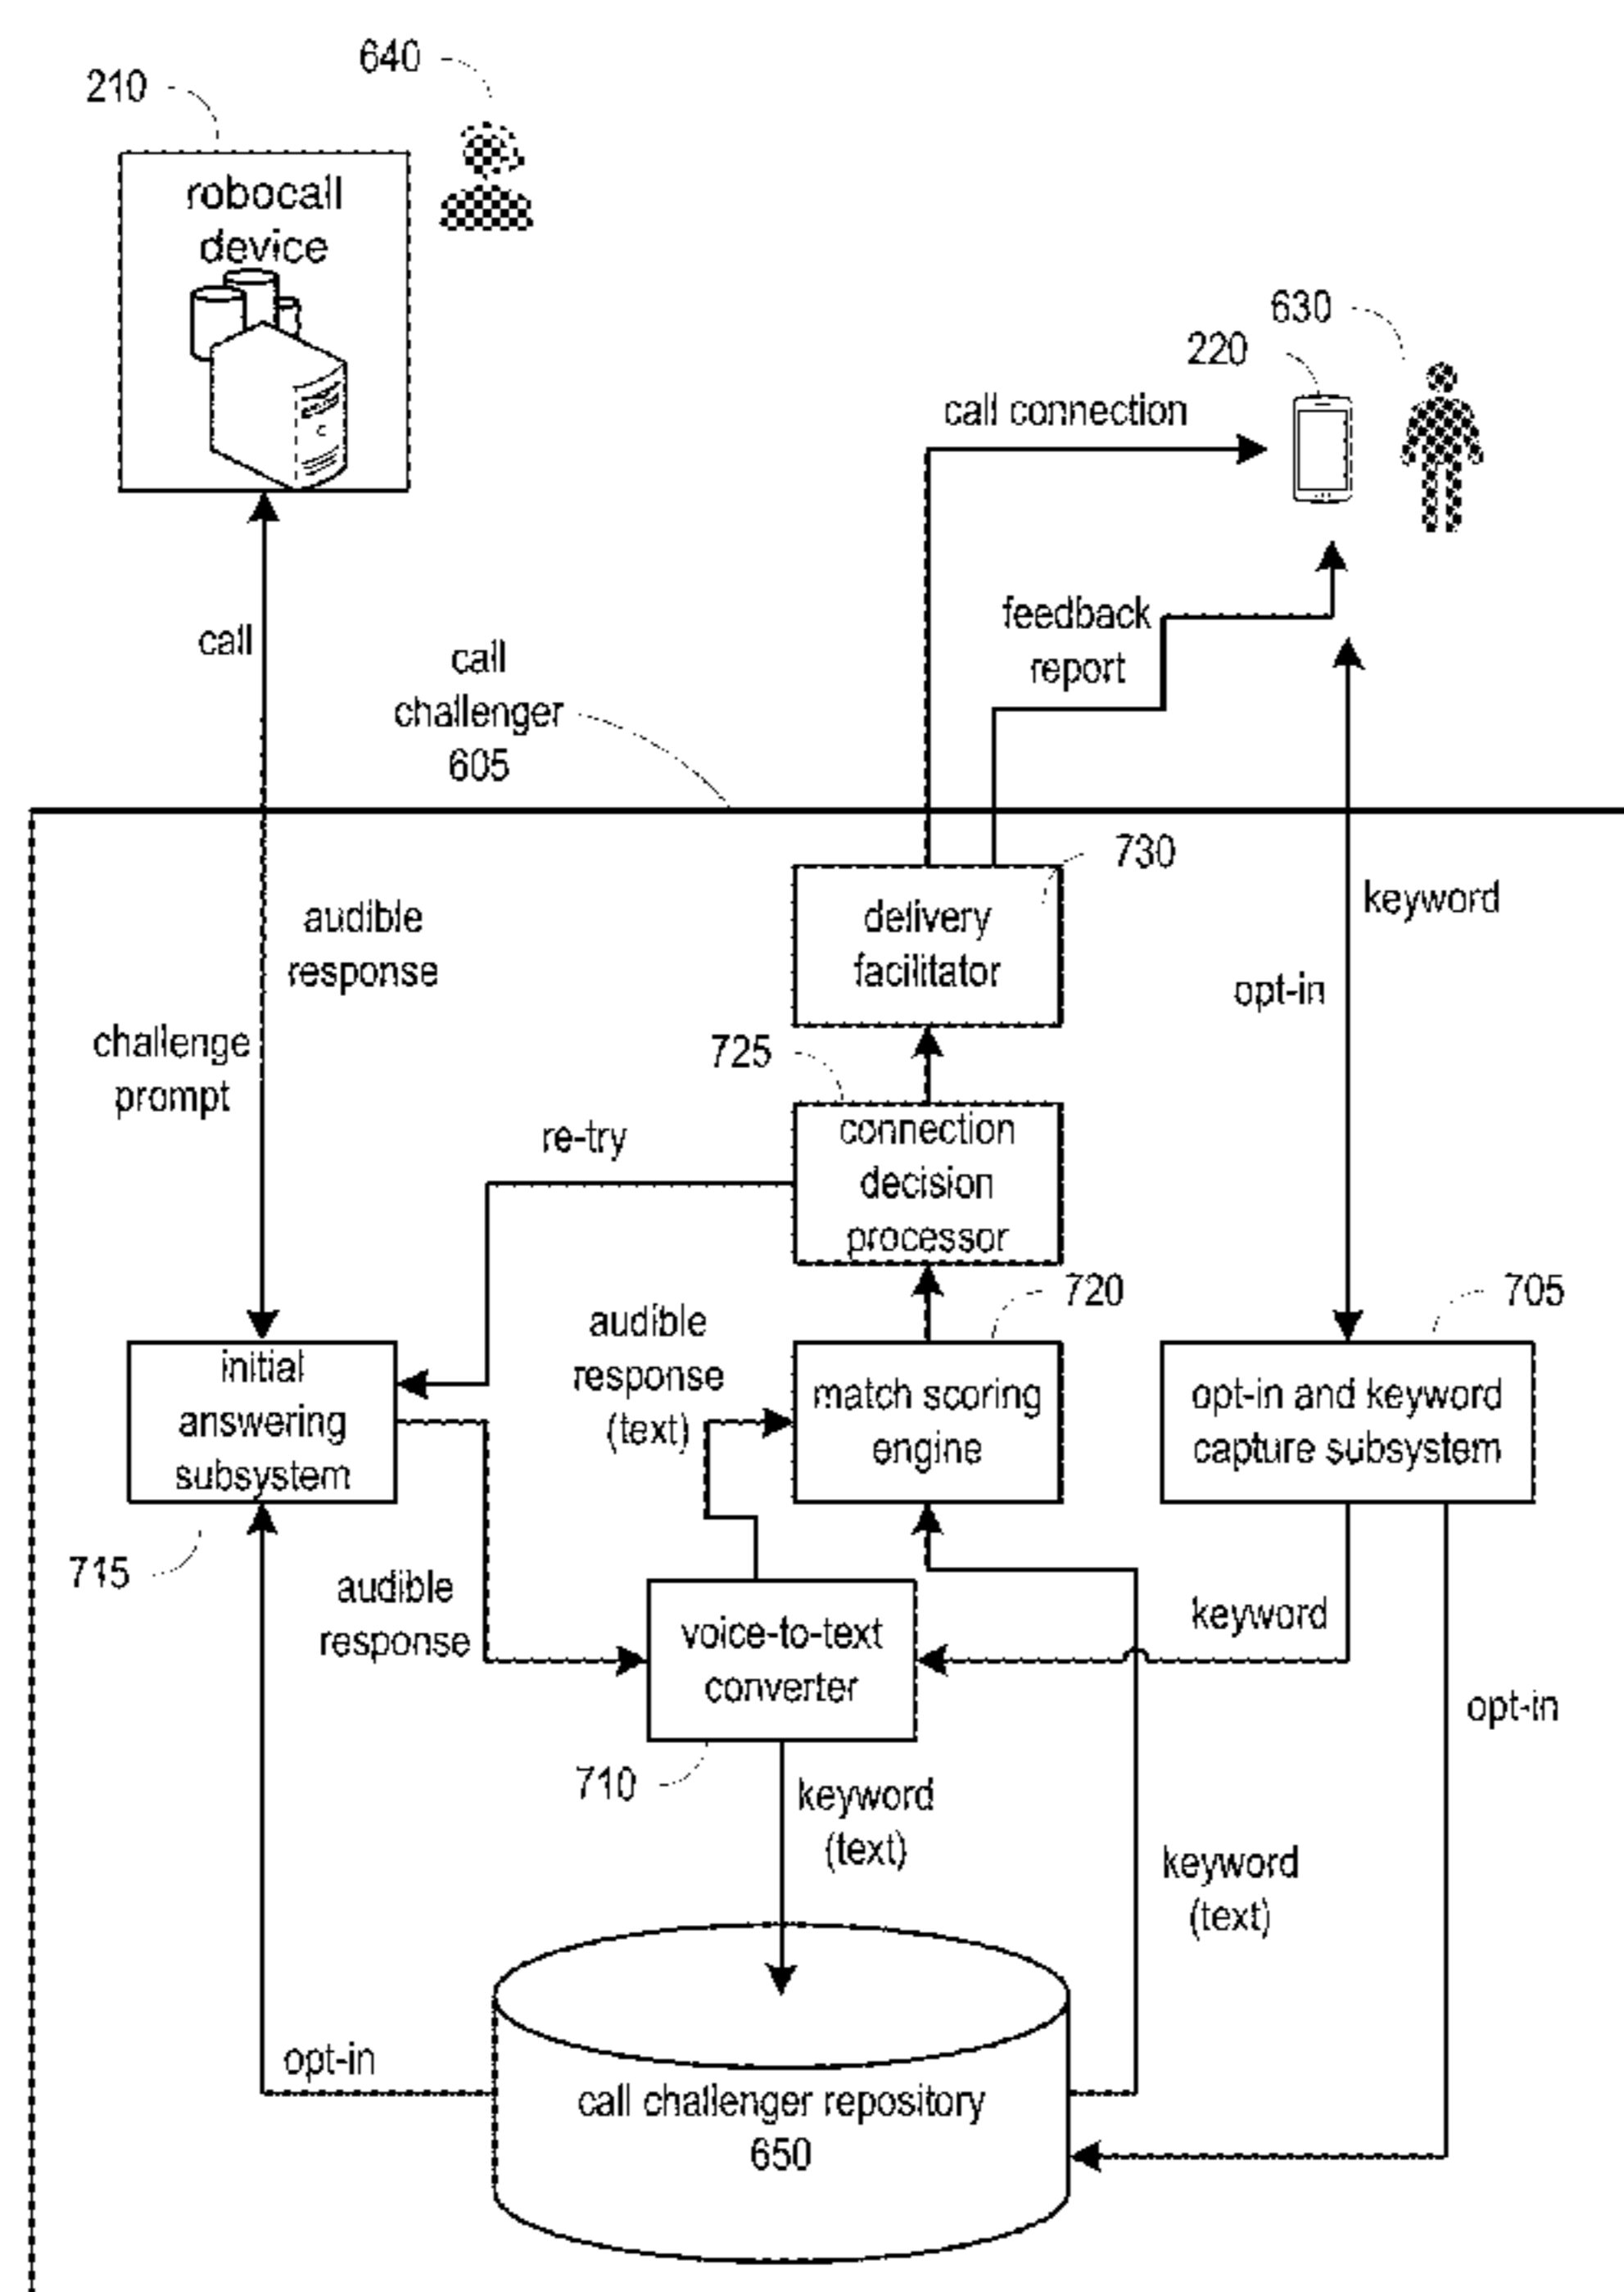 640
210
robocall
device
630
220
call connection
feedback
report
call
call
challenger
605
730
keyword
audible
response
delivery
facilitator
opt-in
challenge
prompt
725
re-try
connection
decision
processor
720
705
audible
response
(text)
initial
answering
subsystem
match scoring
engine
opt-in and keyword
capture subsystem
715
audible
response
voice-to-text
converter
keyword
opt-in
710
keyword
(text)
keyword
(text)
opt-in
call challenger repository
650